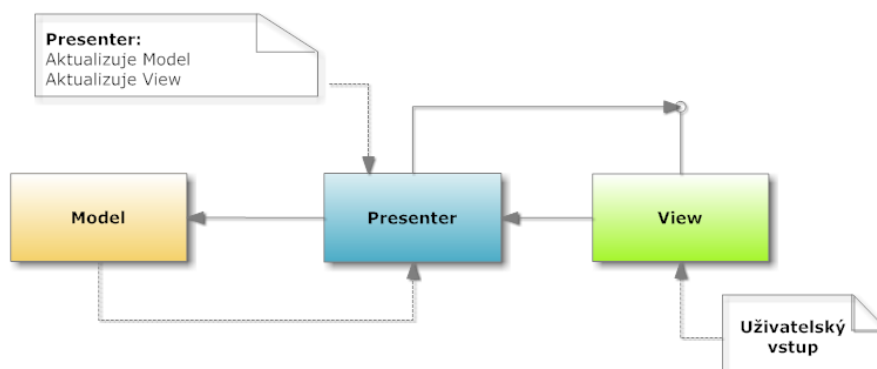 Presenter:
Aktualizuje Model
Aktualizuje View
Model
Presenter
View
Uživatelský
vstup